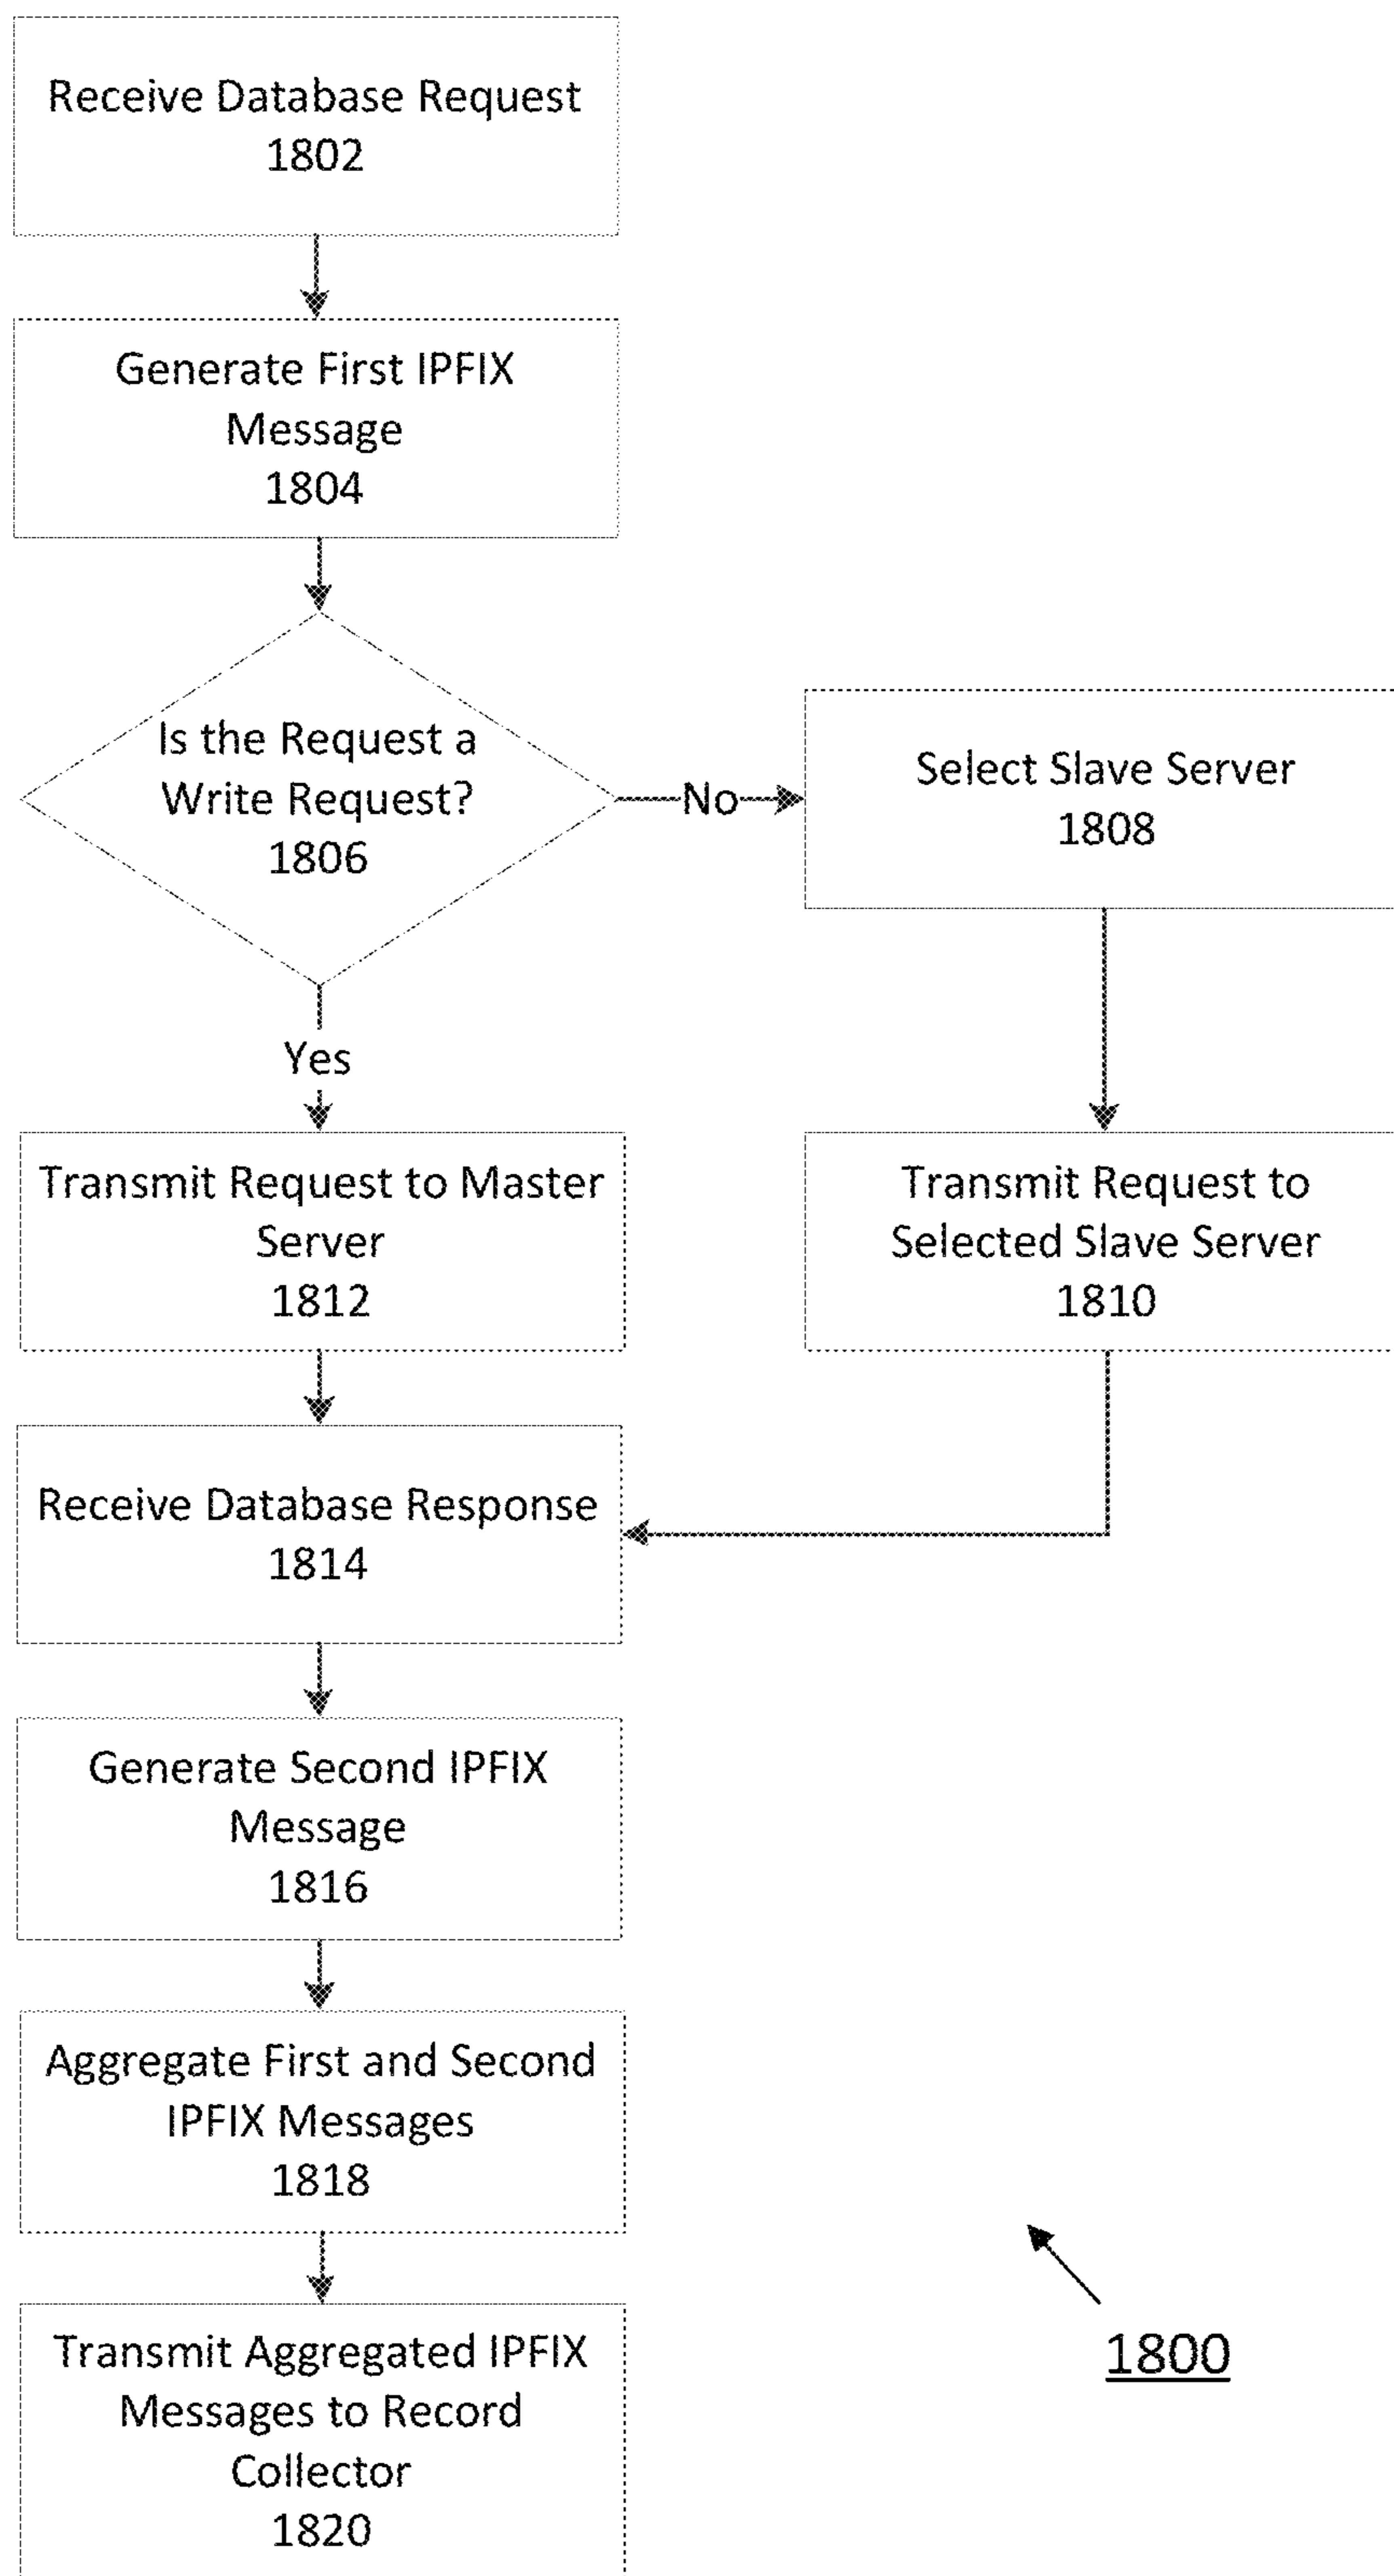 Receive Database Request
1802
Generate First IPFIX
Message
1804
Is the Request a
Write Request?
1806
No
Select Slave Server
1808
Yes
Transmit Request to Master
Server
1812
Transmit Request to
Selected Slave Server
1810
Receive Database Response
1814
Generate Second IPFIX
Message
1816
Aggregate First and Second
IPFIX Messages
1818
Transmit Aggregated IPFIX
Messages to Record
Collector
1820
1800